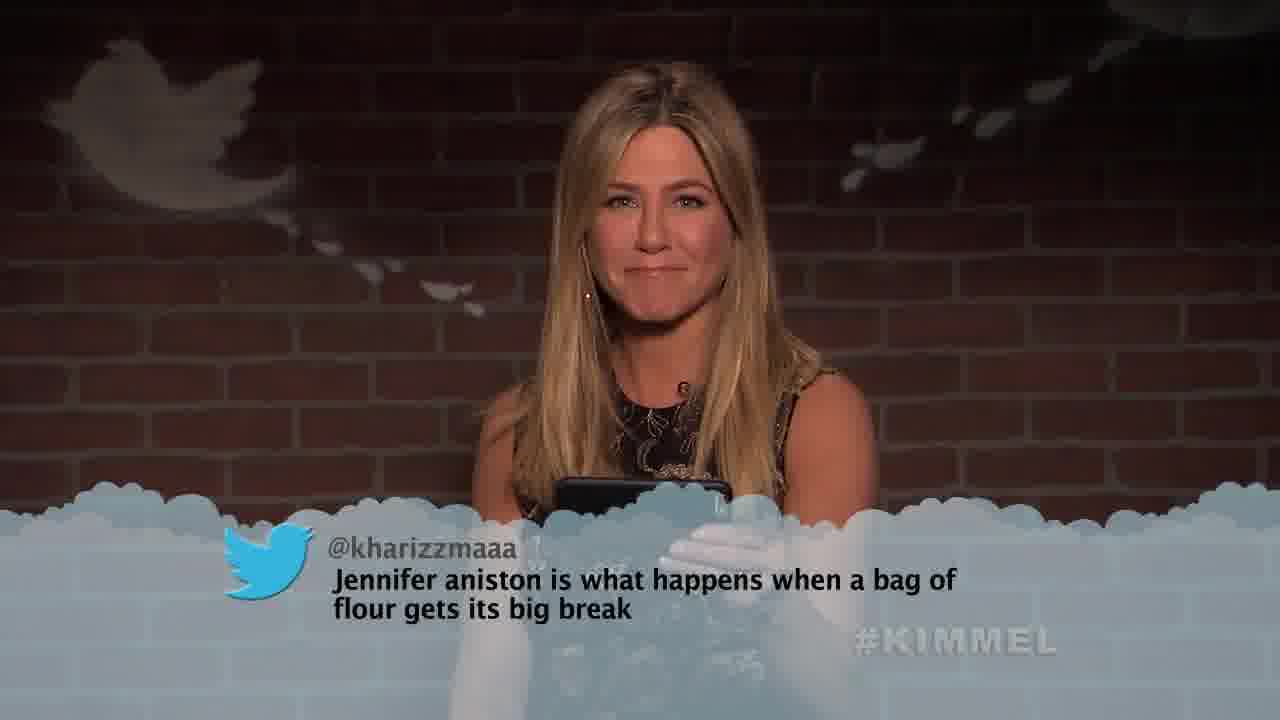 @kharizzmaaa
Jennifer aniston is what happens when a bag of
flour gets its big break
#KIMMEL